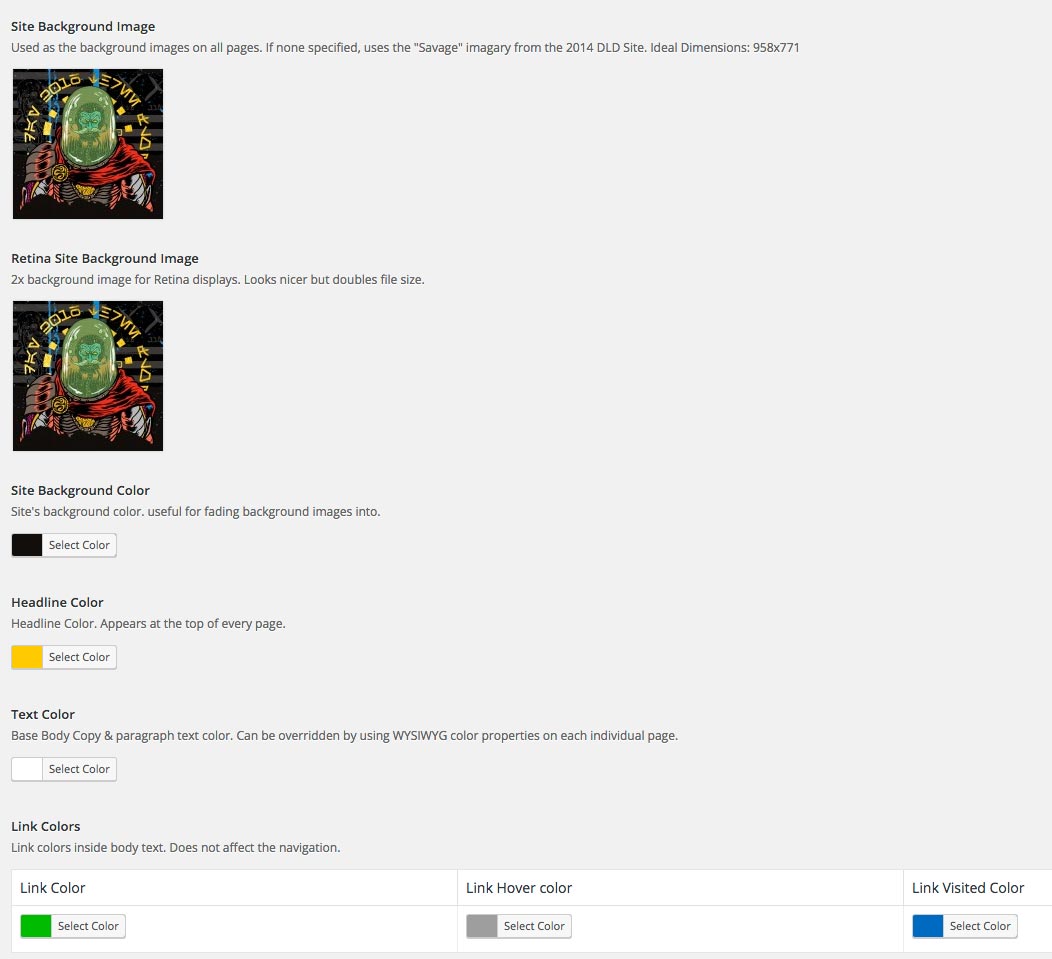 Site Background Image
Used as the background images on all pages. If none specified, uses the "Savage" imagary from the 2014 DLD Site. Ideal Dimensions: 958x771
Retina Site Background Image
2x background image for Retina displays. Looks nicer but doubles file size.
Site Background Color
Site's background color. useful for fading background images into.
Select Color
Headline Color
Headline Color. Appears at the top of every page.
Select Color
Text Color
Base Body Copy & paragraph text color. Can be overridden by using WYSIWYG color properties on each individual page.
Select Color
Link Colors
Link colors inside body text. Does not affect the navigation.
Link Color Link Hover color Link Visited Color
Select Color Select Color Select Color